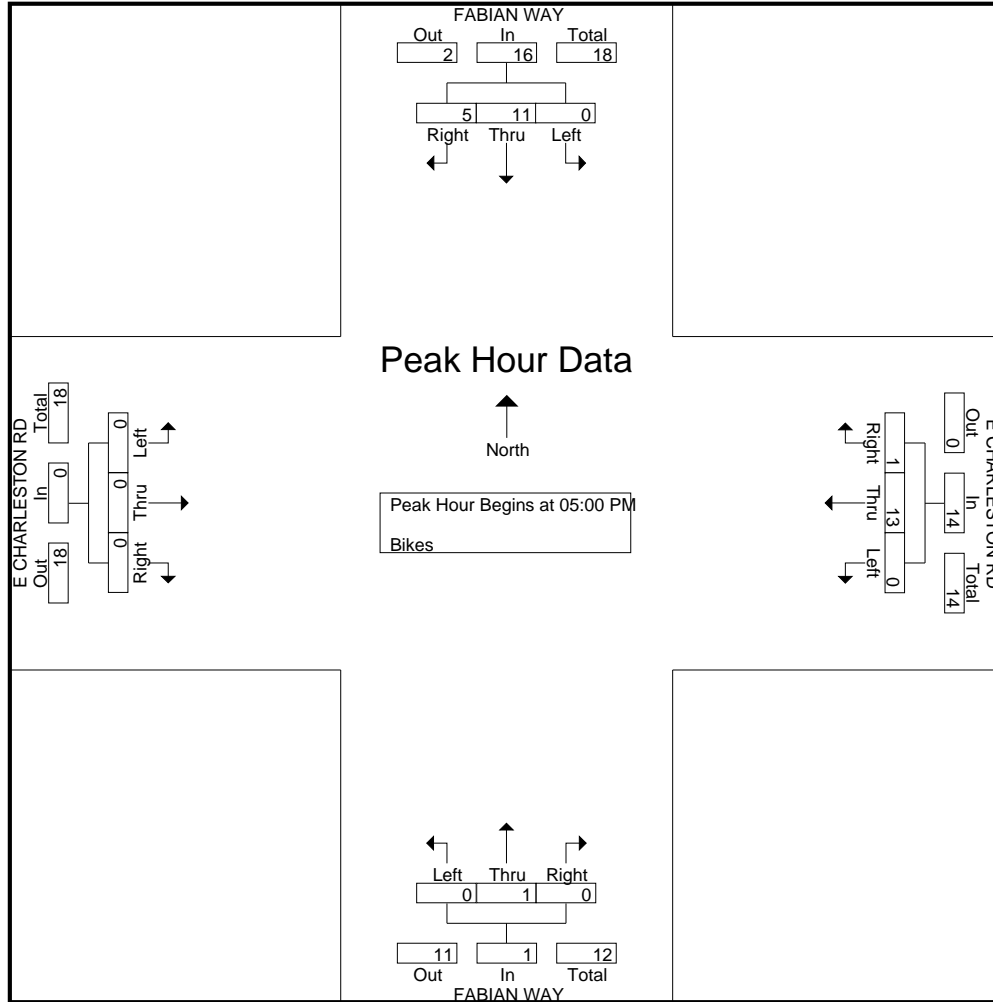 FABIAN WAY
Out In Total
2 16 18
5 11 0
Right Thru Left
Peak Hour Data
North
Peak Hour Begins at 05:00 PM
Bikes
E CHARLESTON RD
Total In Out
18 0 18
0 0 0
Left Thru Right
E CHARLESTON RD
Out In Total
0 14 14
1 13 0
Right Thru Left
Left Thru Right
0 1 0
11 1 12
Out In Total
FABIAN WAY